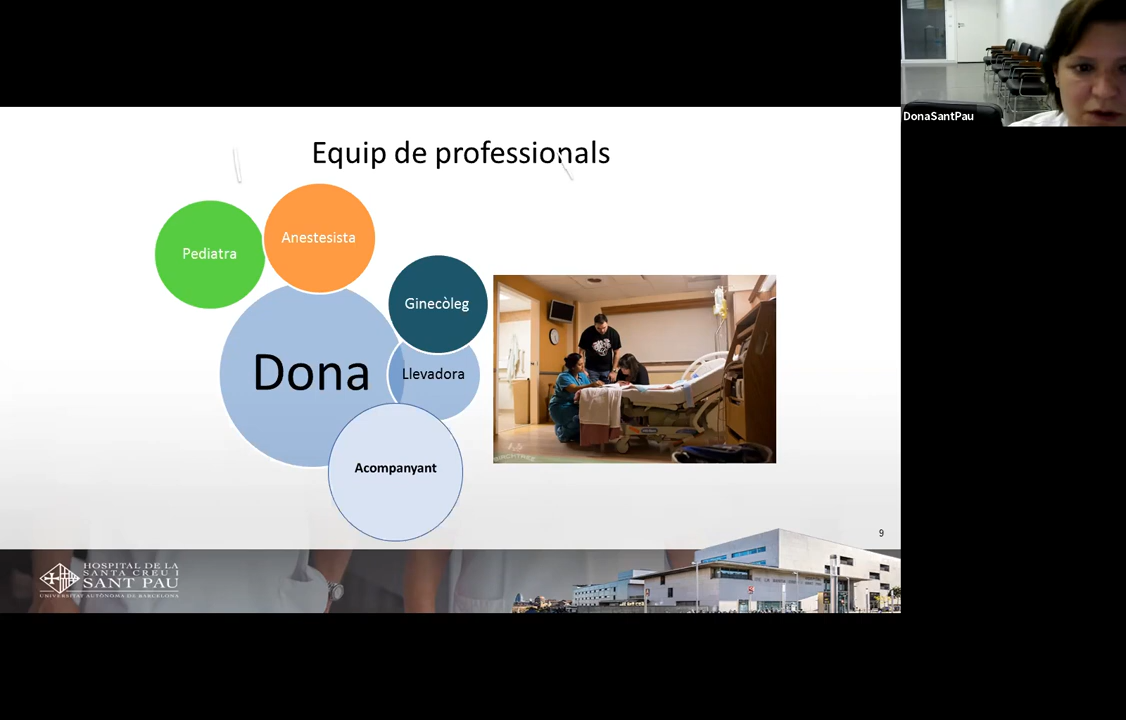 DonaSantPau
Equip de professionals
Pediatra
Anestesista
Ginecòleg
Dona
Llevadora
Acompanyant
9
HOSPITAL DE LA
SANTA CREU I
SANT PAU
UNIVERSITAT AUTÒNOMA DE BARCELONA